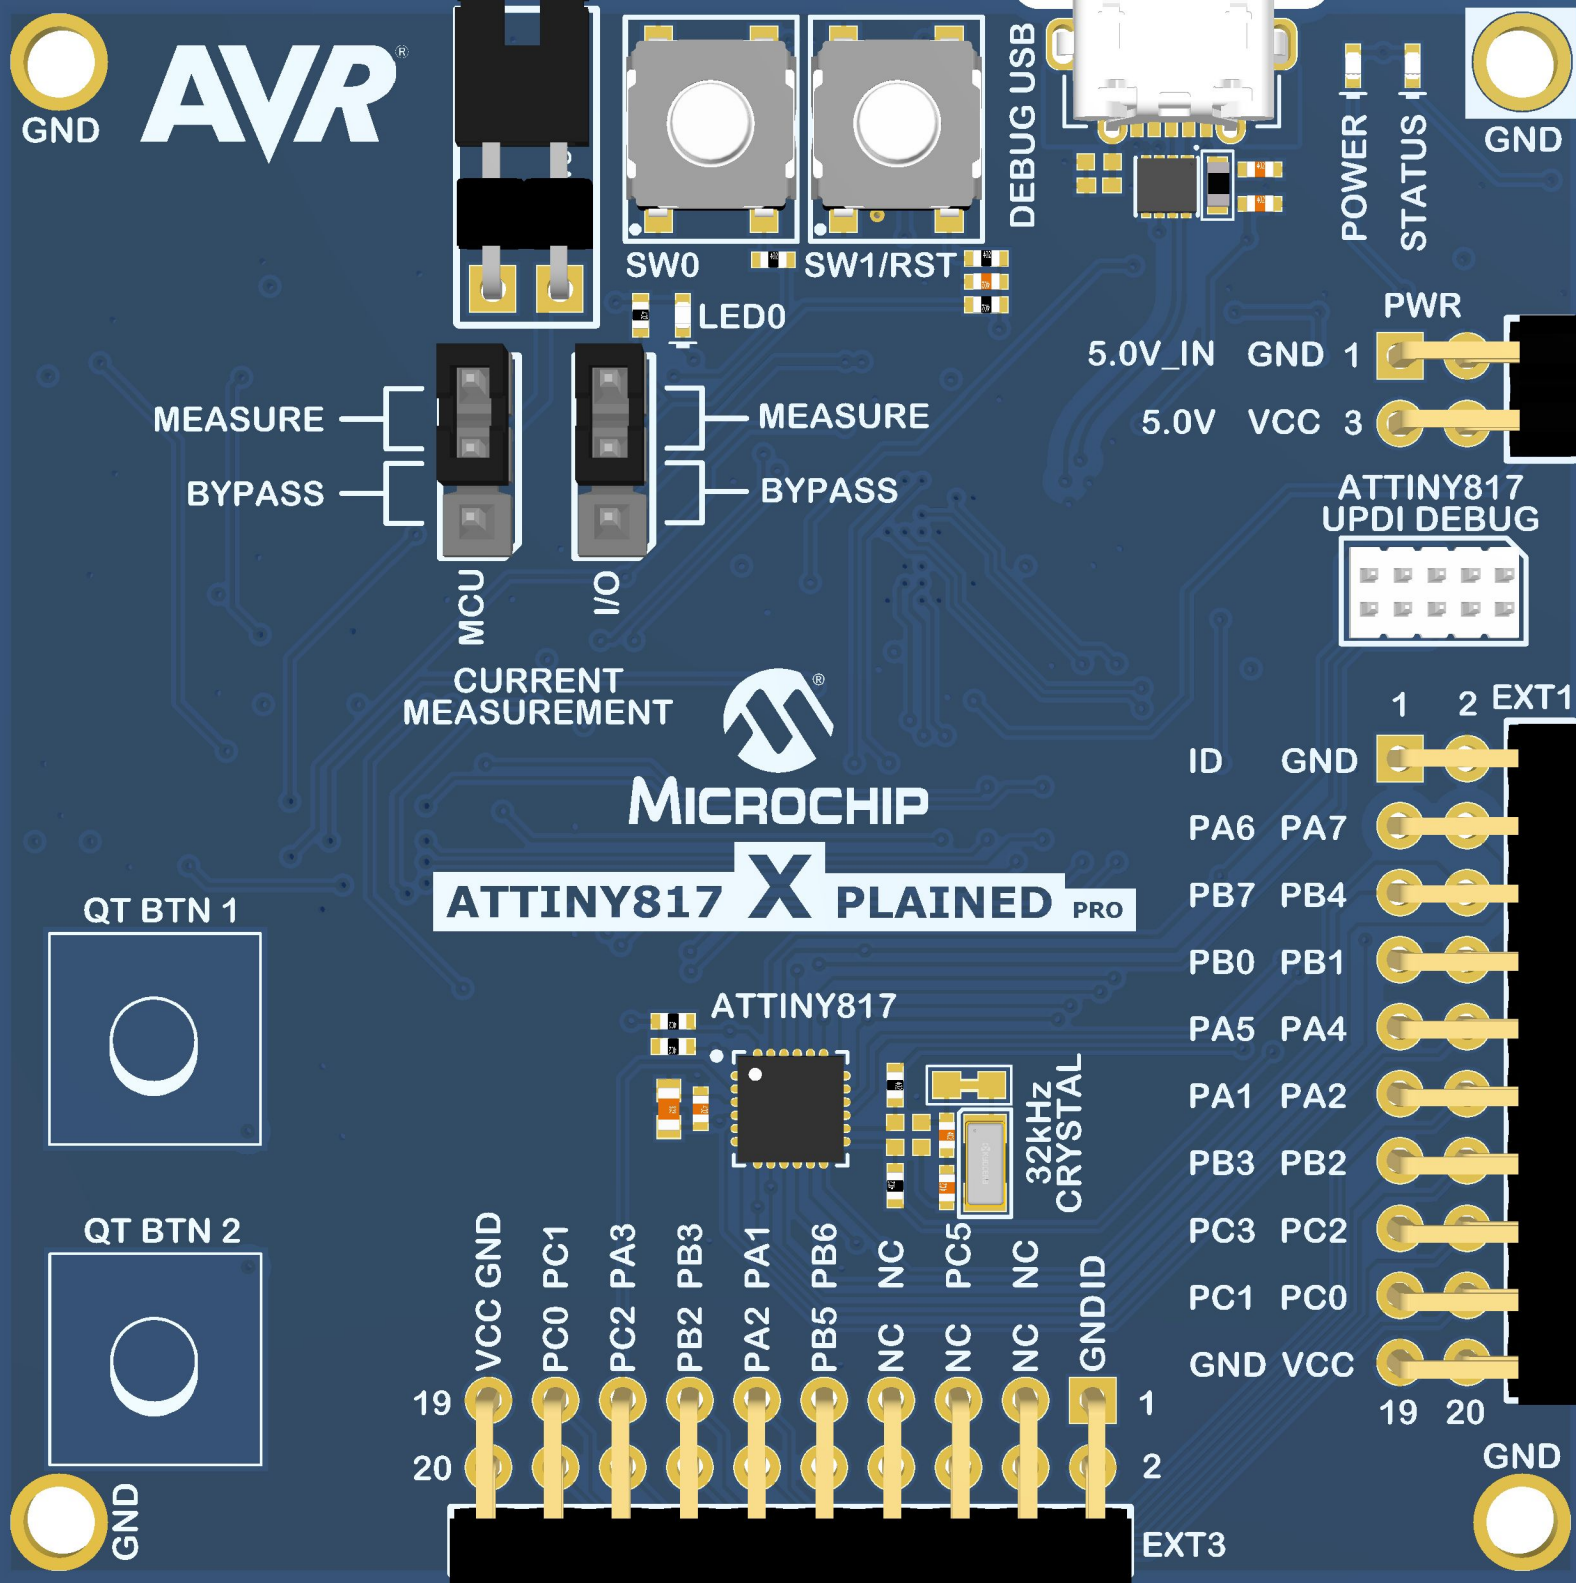 AVR®
GND
SW0
SW1/RST
DEBUG USB
POWER
STATUS
GND
LED0
PWR
5.0V_IN GND 1
5.0V VCC 3
MEASURE
BYPASS
MEASURE
BYPASS
MCU
I/O
CURRENT
MEASUREMENT
ATTINY817
UPDI DEBUG
®
MICROCHIP
ATTINY817 X PLAINED PRO
1 2 EXT1
ID GND
PA6 PA7
PB7 PB4
PB0 PB1
PA5 PA4
PA1 PA2
PB3 PB2
PC3 PC2
PC1 PC0
GND VCC
19 20
QT BTN 1
QT BTN 2
ATTINY817
32kHz
CRYSTAL
VCC GND
PC0 PC1
PC2 PA3
PB2 PB3
PA2 PA1
PB5 PB6
NC NC
NC PC5
NC NC
GND ID
19
1
20
2
GND
GND
EXT3